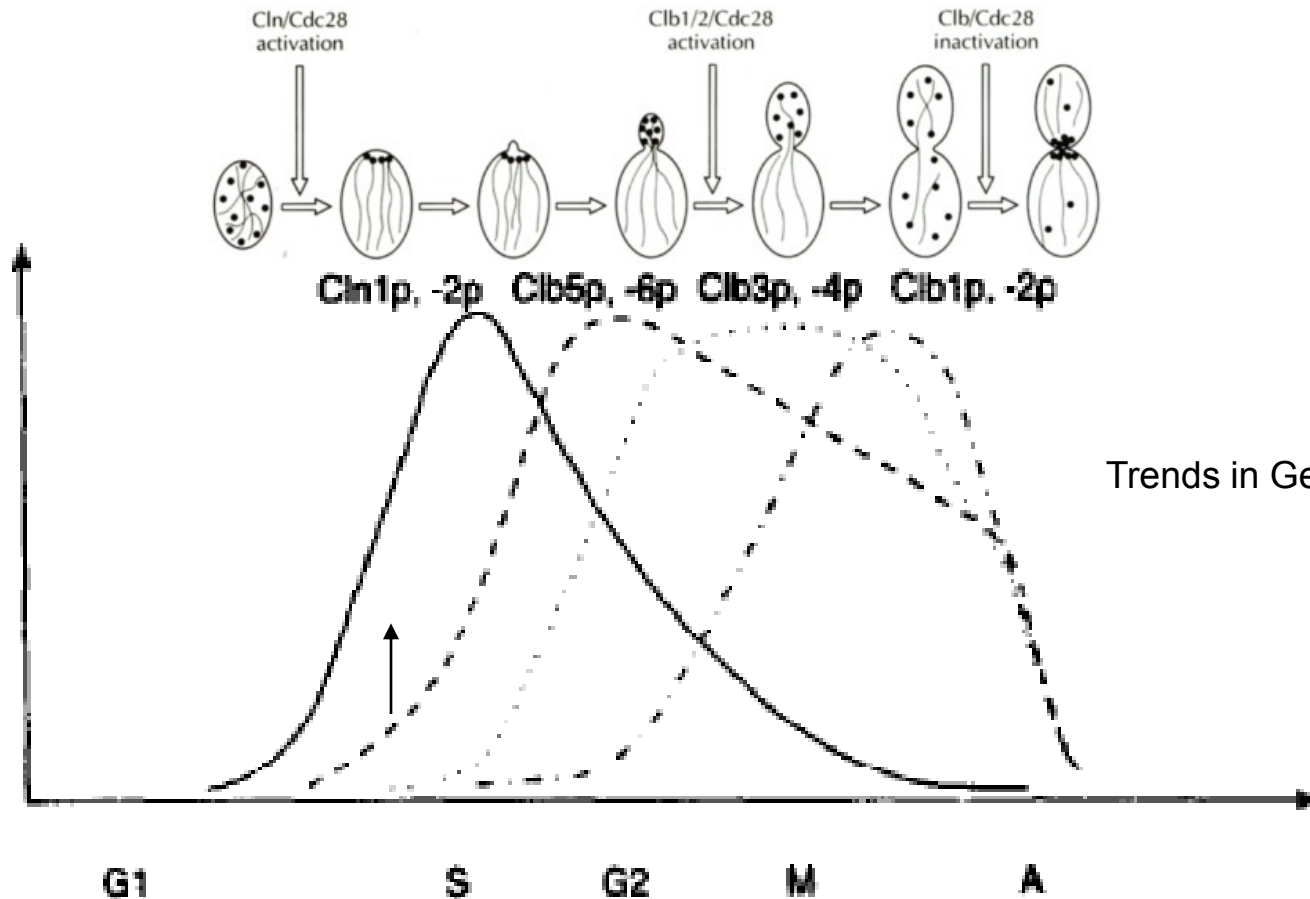 Cln/Cdc28
activation
Clb1/2/Cdc28
activation
Clb/Cdc28
inactivation
Cln1p, -2p Clb5p, -6p Clb3p, -4p Clb1p. -2p
Trends in Ge
G1 S G2 M A